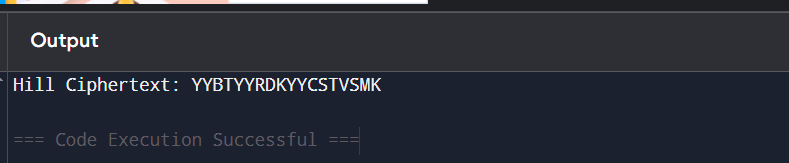 Output
Hill Ciphertext: YYBTYYRDKYYCSTVSMK
=== Code Execution Successful ===